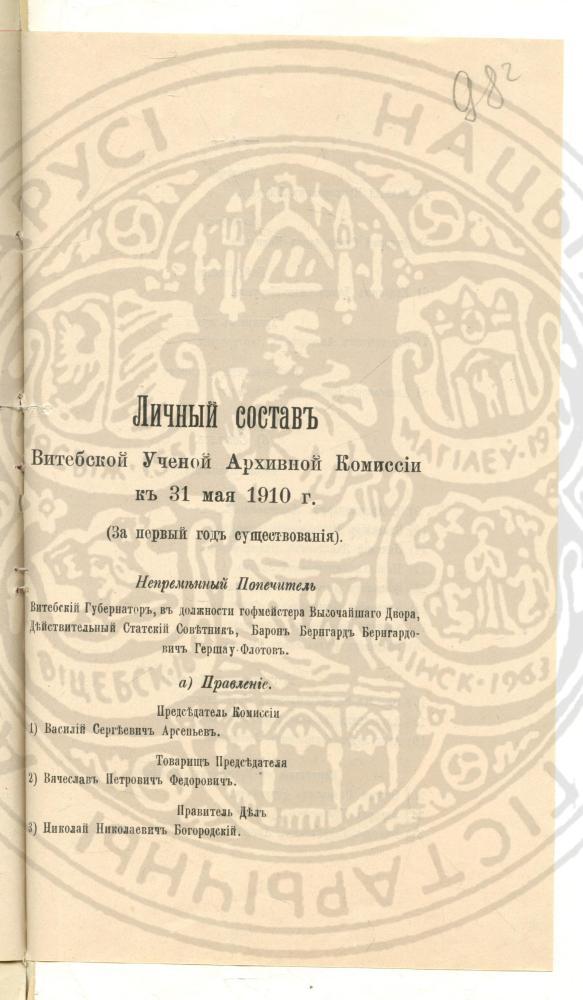 98²
Личный составъ
Витебской Ученой Архивной Комиссіи
къ 31 мая 1910 г.
(За первый годъ существованія).
Непремѣнный Попечитель
Витебскій Губернаторъ, въ должности гофмейстера Высочайшаго Двора,
Дѣйствительный Статскій Совѣтникъ, Баронъ Бернгардъ Бернгардо-
вичъ Гершау-Флотовъ.
а) Правленіе.
Предсѣдатель Комиссіи
1) Василій Сергѣевичъ Арсеньевъ.
Товарищъ Предсѣдателя
2) Вячеславъ Петровичъ Федоровичъ.
Правитель Дѣлъ
3) Николай Николаевичъ Богородскій.